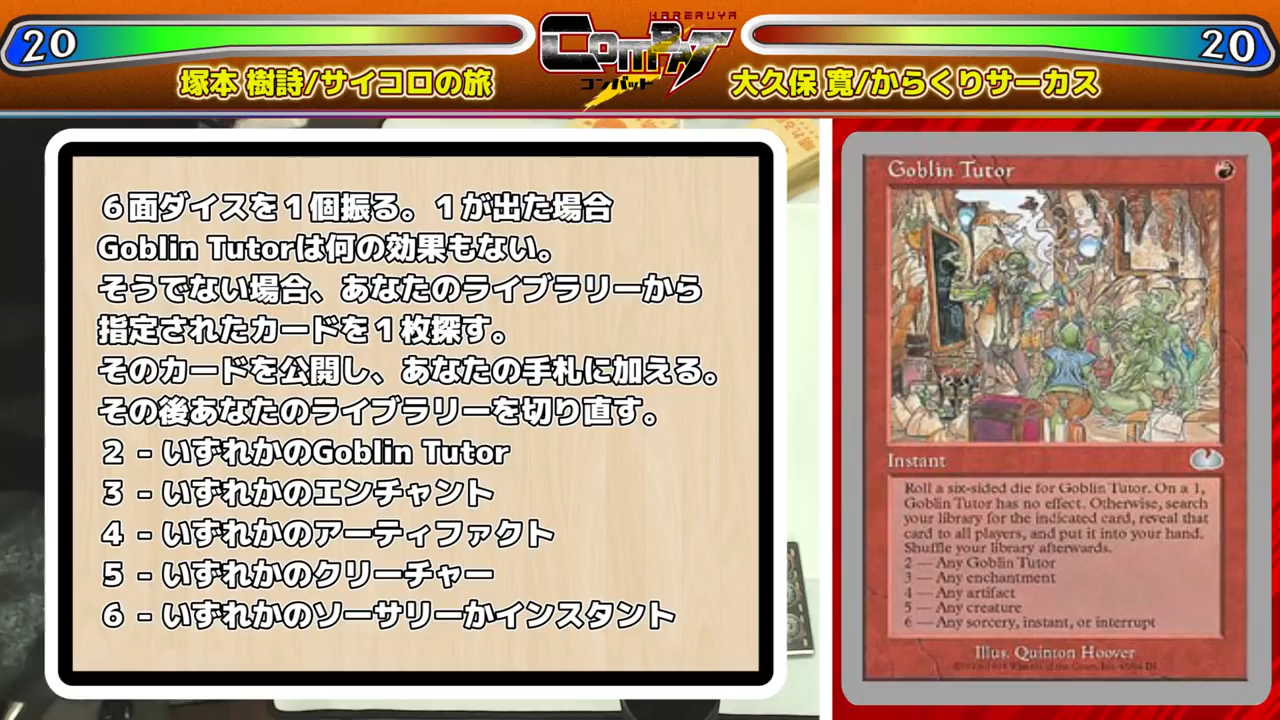 20
HARERUYA
COMBAT
コンバット
20
塚本 樹詩/サイコロの旅
大久保 寛/からくりサーカス
６面ダイスを１個振る。１が出た場合
Goblin Tutorは何の効果もない。
そうでない場合、あなたのライブラリーから
指定されたカードを１枚探す。
そのカードを公開し、あなたの手札に加える。
その後あなたのライブラリーを切り直す。
２ - いずれかのGoblin Tutor
３ - いずれかのエンチャント
４ - いずれかのアーティファクト
５ - いずれかのクリーチャー
６ - いずれかのソーサリーかインスタント
Goblin Tutor
Instant
Roll a six-sided die for Goblin Tutor. On a 1,
Goblin Tutor has no effect. Otherwise, search
your library for the indicated card, reveal that
card to all players, and put it into your hand.
Shuffle your library afterwards.
2 — Any Goblin Tutor
3 — Any enchantment
4 — Any artifact
5 — Any creature
6 — Any sorcery, instant, or interrupt
Illus. Quinton Hoover